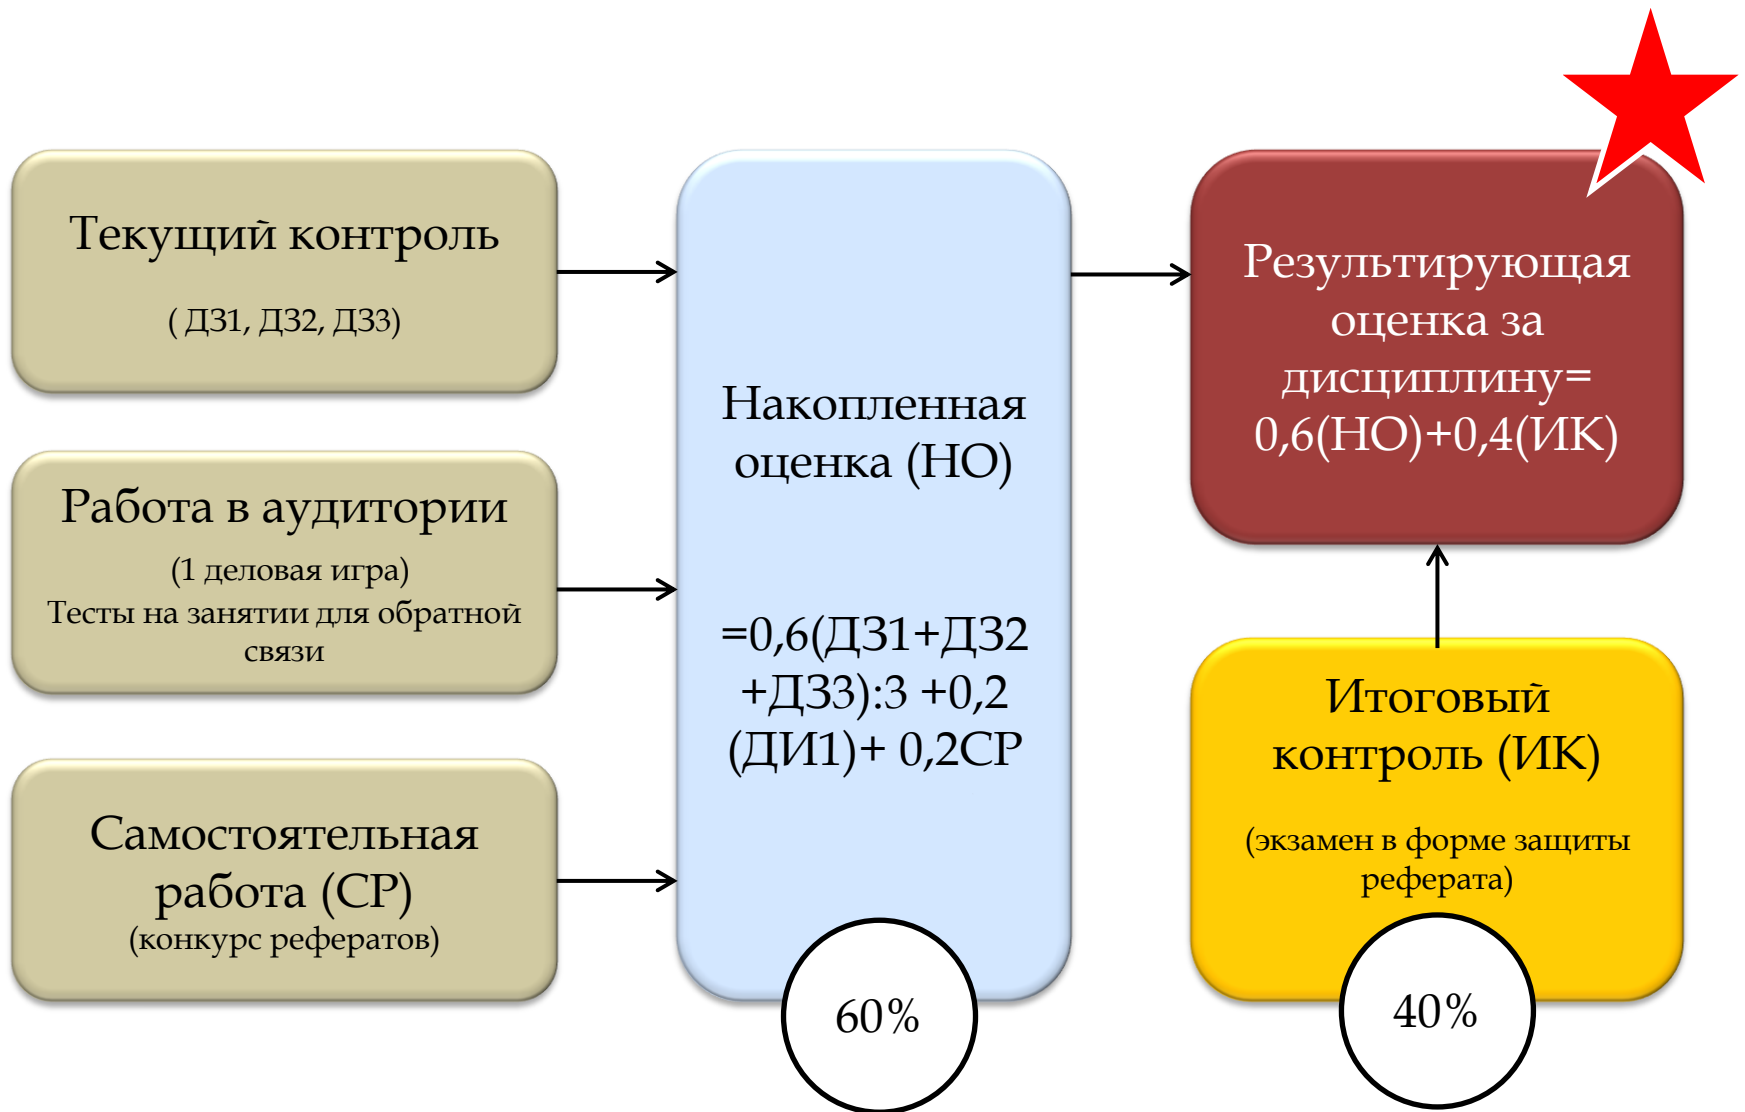 Текущий контроль
( ДЗ1, ДЗ2, ДЗ3)
Работа в аудитории
(1 деловая игра)
Тесты на занятии для обратной
связи
Самостоятельная
работа (СР)
(конкурс рефератов)
Накопленная
оценка (НО)
=0,6(ДЗ1+ДЗ2
+ДЗ3):3 +0,2
(ДИ1)+ 0,2СР
60%
Результирующая
оценка за
дисциплину=
0,6(НО)+0,4(ИК)
Итоговый
контроль (ИК)
(экзамен в форме защиты
реферата)
40%